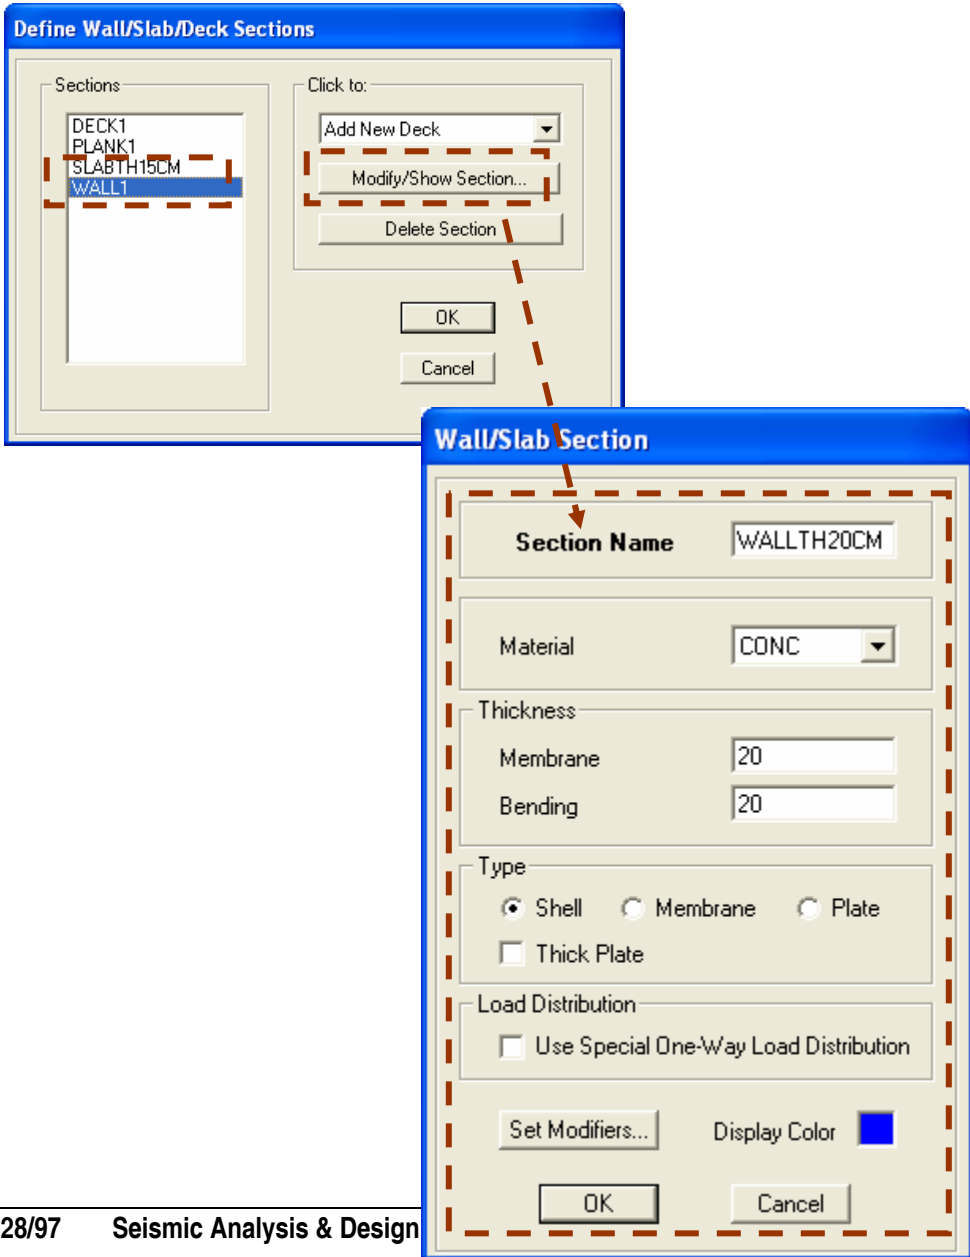 Define Wall/Slab/Deck Sections
Sections
DECK1
PLANK1
SLABTH15CM
WALL1
Click to:
Add New Deck
Modify/Show Section...
Delete Section
OK
Cancel
Wall/Slab Section
Section Name WALLTH20CM
Material CONC
Thickness
Membrane 20
Bending 20
Type
Shell Membrane Plate
Thick Plate
Load Distribution
Use Special One-Way Load Distribution
Set Modifiers... Display Color
OK Cancel
28/97 Seismic Analysis & Design